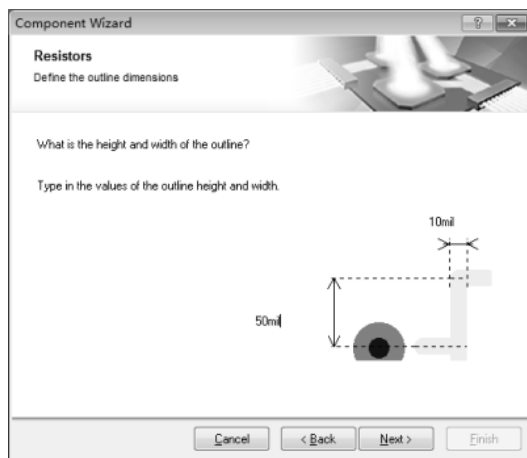 Component Wizard
Resistors
Define the outline dimensions
What is the height and width of the outline?
Type in the values of the outline height and width.
10mil
50mil
Cancel
< Back
Next >
Finish